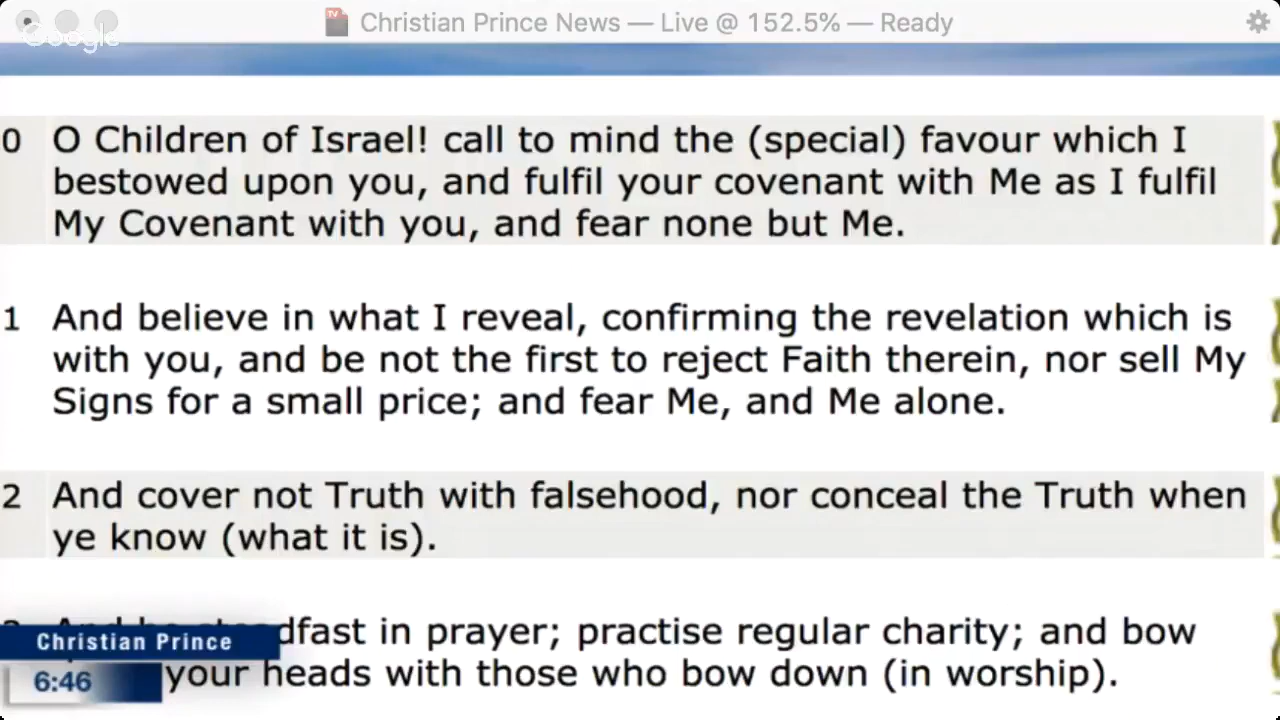 Christian Prince News — Live @ 152.5% — Ready
Google
0 O Children of Israel! call to mind the (special) favour which I
bestowed upon you, and fulfil your covenant with Me as I fulfil
My Covenant with you, and fear none but Me.
1 And believe in what I reveal, confirming the revelation which is
with you, and be not the first to reject Faith therein, nor sell My
Signs for a small price; and fear Me, and Me alone.
2 And cover not Truth with falsehood, nor conceal the Truth when
ye know (what it is).
in prayer; practise regular charity; and bow
your heads with those who bow down (in worship).
Christian Prince
6:46